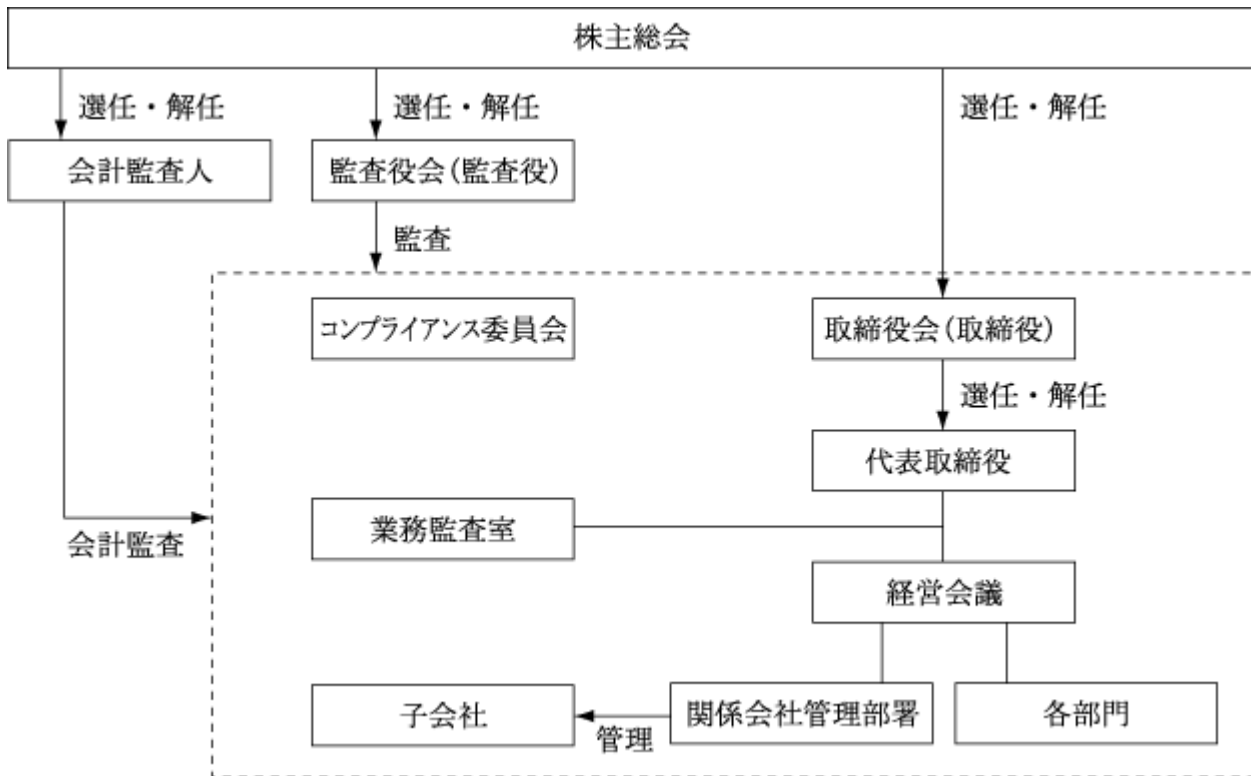 株主総会
選任・解任
選任・解任
選任・解任
会計監査人
監査役会(監査役)
監査
コンプライアンス委員会
取締役会(取締役)
選任・解任
代表取締役
業務監査室
会計監査
経営会議
子会社
管理
関係会社管理部署
各部門